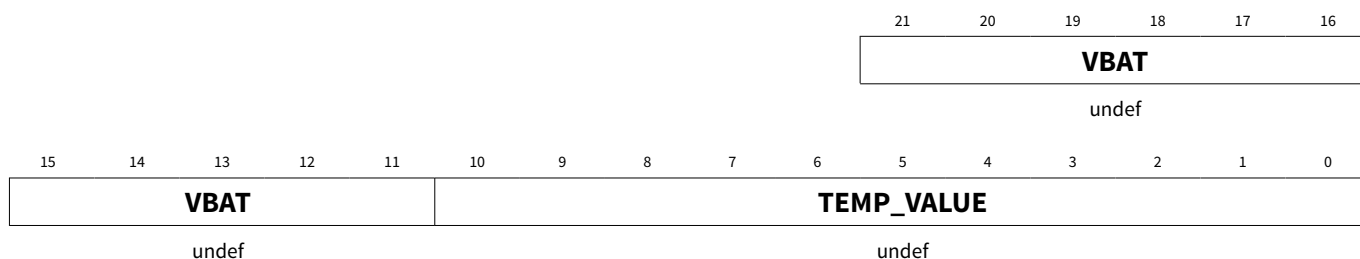 21 20 19 18 17 16
VBAT
undef
15 14 13 12 11 10 9 8 7 6 5 4 3 2 1 0
VBAT TEMP_VALUE
undef undef